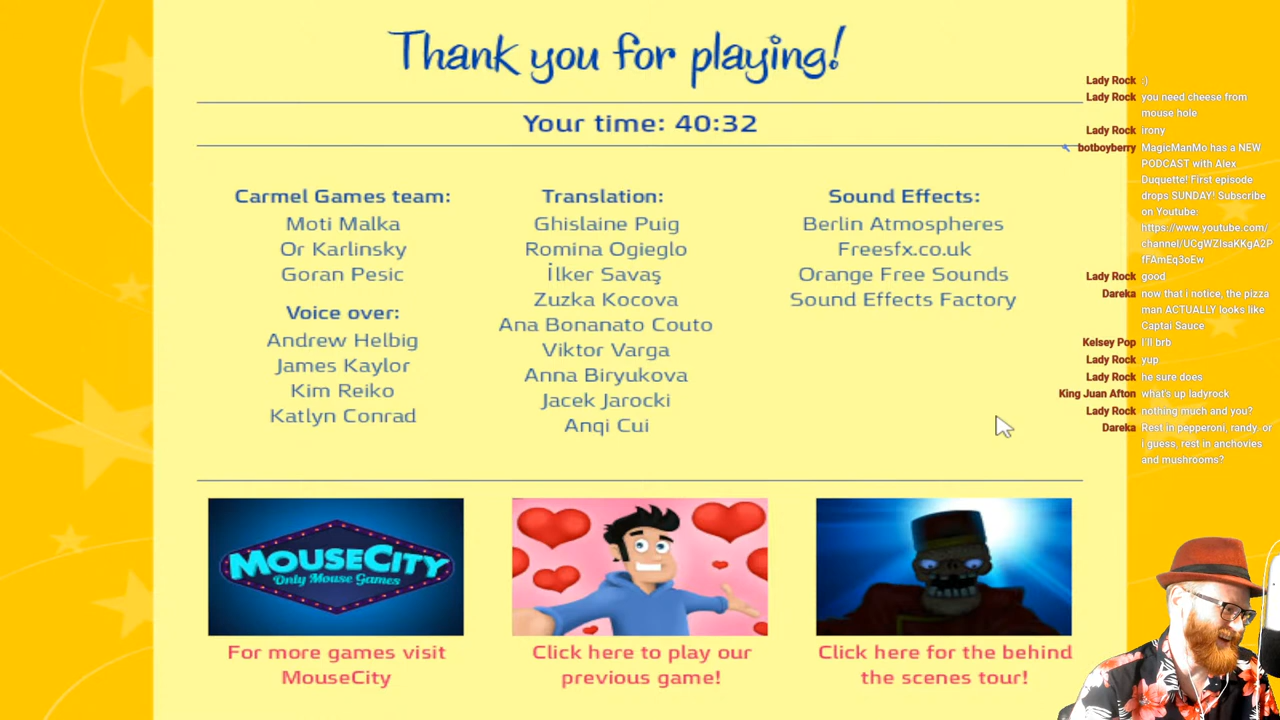 Thank you for playing!
Your time: 40:32
Carmel Games team:
Moti Malka
Or Karlinsky
Goran Pesic
Voice over:
Andrew Helbig
James Kaylor
Kim Reiko
Katlyn Conrad
Translation:
Ghislaine Puig
Romina Ogieglo
İlker Savaş
Zuzka Kocova
Ana Bonanato Couto
Viktor Varga
Anna Biryukova
Jacek Jarocki
Anqi Cui
Sound Effects:
Berlin Atmospheres
Freesfx.co.uk
Orange Free Sounds
Sound Effects Factory
MOUSECITY
Only Mouse Games
For more games visit
MouseCity
Click here to play our
previous game!
Click here for the behind
the scenes tour!
Lady Rock :)
Lady Rock you need cheese from
mouse hole
Lady Rock irony
botboyberry MagicManMo has a NEW
PODCAST with Alex
Duquette! First episode
drops SUNDAY! Subscribe
on Youtube:
https://www.youtube.com/
channel/UCgWZIsaKKgA2P
fFAmEq3oEw
Lady Rock good
Dareka now that i notice, the pizza
man ACTUALLY looks like
Captai Sauce
Kelsey Pop I'll brb
Lady Rock yup
Lady Rock he sure does
King Juan Afton what's up ladyrock
Lady Rock nothing much and you?
Dareka Rest in pepperoni, randy, or
i guess, rest in anchovies
and mushrooms?